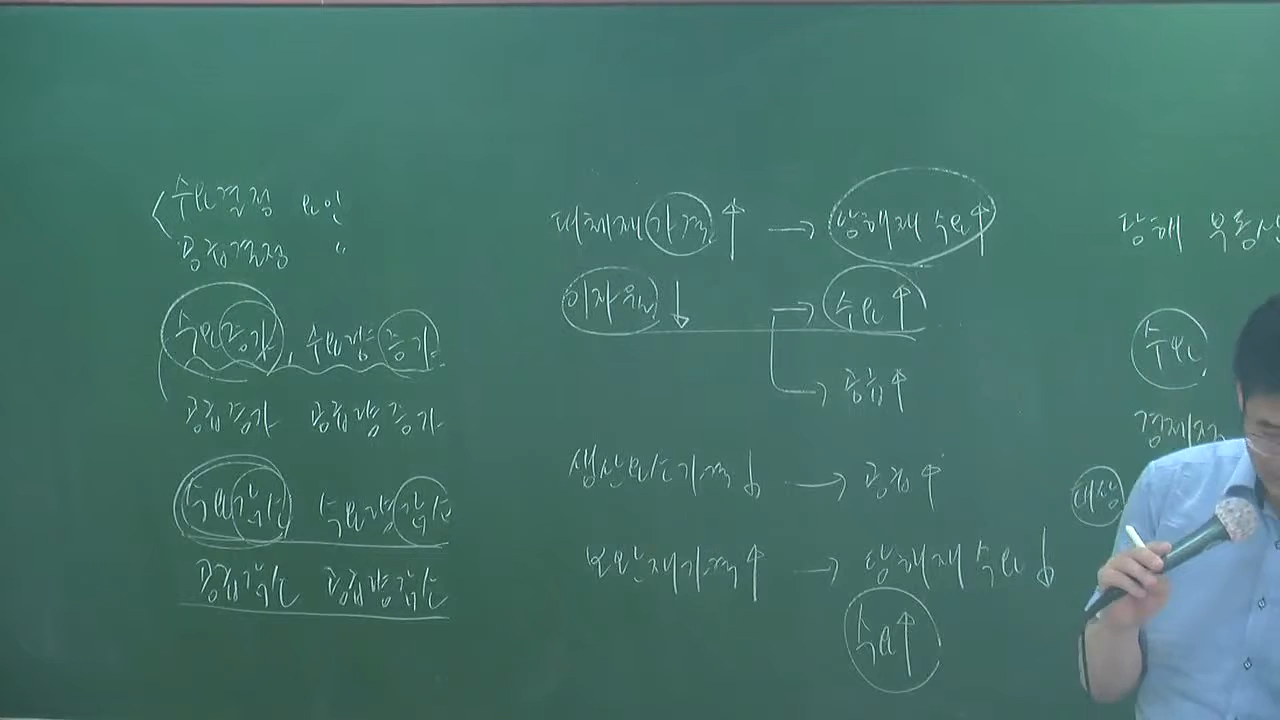 수요결정 요인
공급결정 "
수요증가, 수요량증가
공급증가 공급량증가
수요감소 수요량감소
공급감소 공급량감소
대체재가격↑ → 당해재수요↑
이자율↓ → 수요↑
→ 공급↑
생산요소가격↓ → 공급↑
보완재가격↑ → 당해재수요↓
수요↑
당해 부동산
수요
경제적
대상